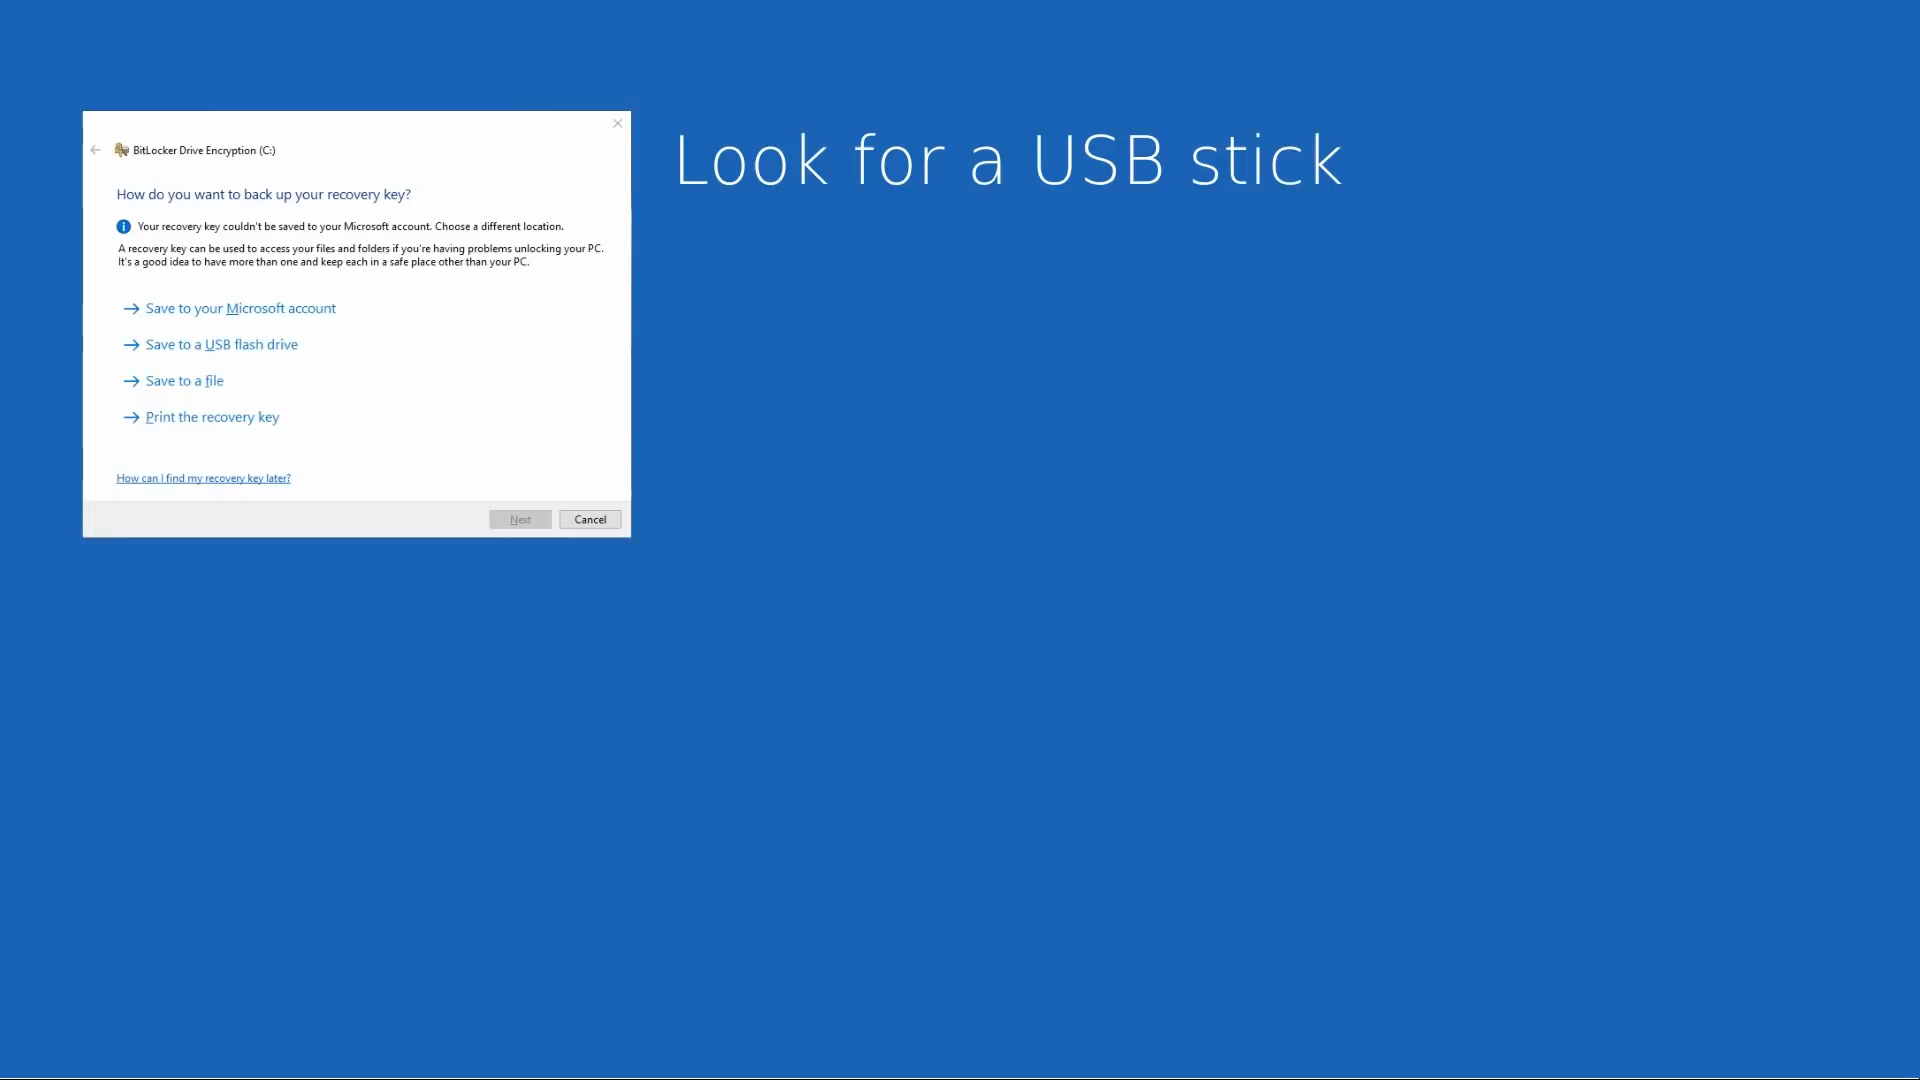 Look for a USB stick
BitLocker Drive Encryption (C:)
How do you want to back up your recovery key?
Your recovery key couldn't be saved to your Microsoft account. Choose a different location.
A recovery key can be used to access your files and folders if you're having problems unlocking your PC.
It's a good idea to have more than one and keep each in a safe place other than your PC.
Save to your Microsoft account
Save to a USB flash drive
Save to a file
Print the recovery key
How can I find my recovery key later?
Next
Cancel